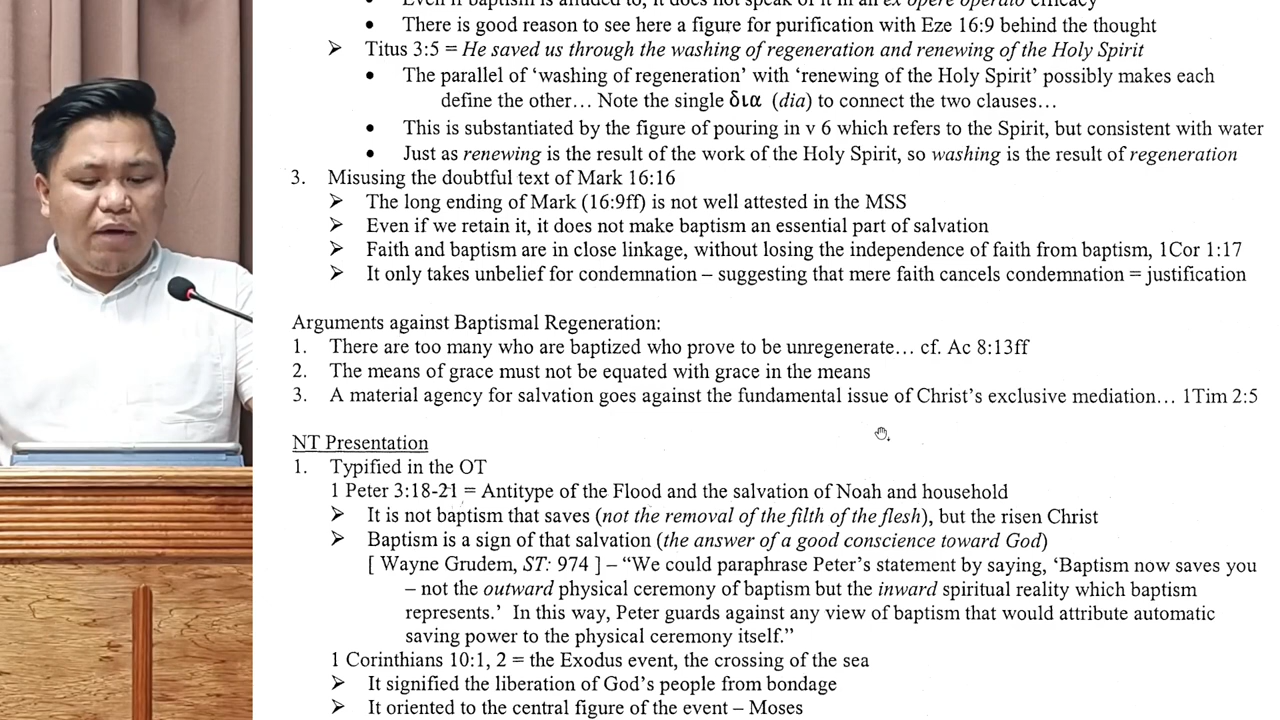 • Even if baptism is alluded to, it does not speak of it in an ex opere operato efficacy
• There is good reason to see here a figure for purification with Eze 16:9 behind the thought
➢ Titus 3:5 = He saved us through the washing of regeneration and renewing of the Holy Spirit
• The parallel of ‘washing of regeneration’ with ‘renewing of the Holy Spirit’ possibly makes each
define the other… Note the single δια (dia) to connect the two clauses…
• This is substantiated by the figure of pouring in v 6 which refers to the Spirit, but consistent with water
• Just as renewing is the result of the work of the Holy Spirit, so washing is the result of regeneration
3. Misusing the doubtful text of Mark 16:16
➢ The long ending of Mark (16:9ff) is not well attested in the MSS
➢ Even if we retain it, it does not make baptism an essential part of salvation
➢ Faith and baptism are in close linkage, without losing the independence of faith from baptism, 1Cor 1:17
➢ It only takes unbelief for condemnation – suggesting that mere faith cancels condemnation = justification
Arguments against Baptismal Regeneration:
1. There are too many who are baptized who prove to be unregenerate… cf. Ac 8:13ff
2. The means of grace must not be equated with grace in the means
3. A material agency for salvation goes against the fundamental issue of Christ’s exclusive mediation… 1Tim 2:5
NT Presentation
1. Typified in the OT
1 Peter 3:18-21 = Antitype of the Flood and the salvation of Noah and household
➢ It is not baptism that saves (not the removal of the filth of the flesh), but the risen Christ
➢ Baptism is a sign of that salvation (the answer of a good conscience toward God)
[ Wayne Grudem, ST: 974 ] – “We could paraphrase Peter’s statement by saying, ‘Baptism now saves you
– not the outward physical ceremony of baptism but the inward spiritual reality which baptism
represents.’ In this way, Peter guards against any view of baptism that would attribute automatic
saving power to the physical ceremony itself.”
1 Corinthians 10:1, 2 = the Exodus event, the crossing of the sea
➢ It signified the liberation of God’s people from bondage
➢ It oriented to the central figure of the event – Moses